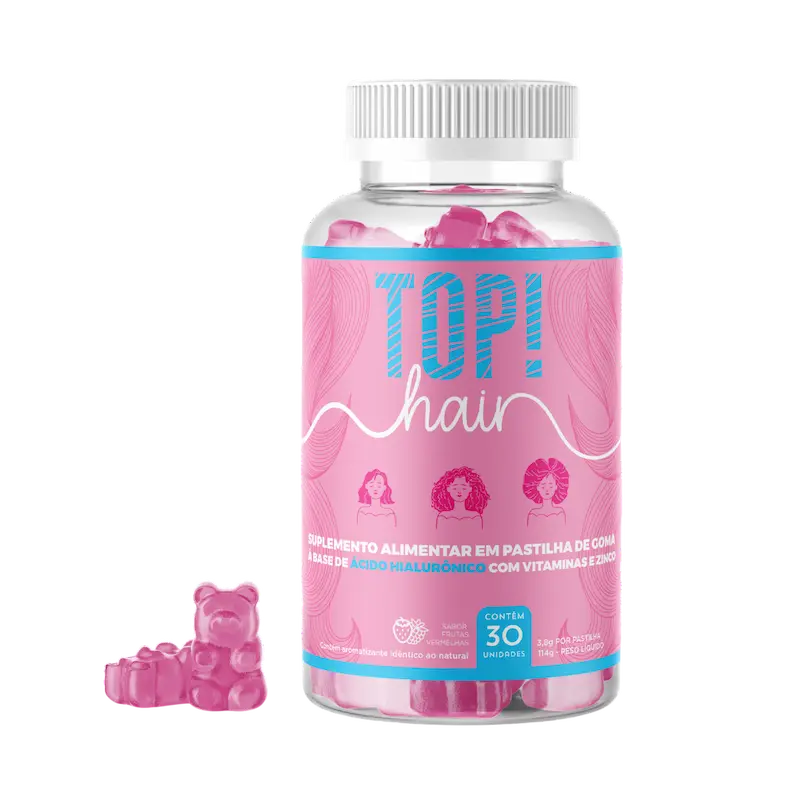 TOP!
hair
SUPLEMENTO ALIMENTAR EM PASTILHA DE GOMA
À BASE DE ÁCIDO HIALURÔNICO COM VITAMINAS E ZINCO
SABOR
FRUTAS
VERMELHAS
Contém aromatizante idêntico ao natural
CONTÉM
30
UNIDADES
3,8g POR PASTILHA
114g - PESO LÍQUIDO